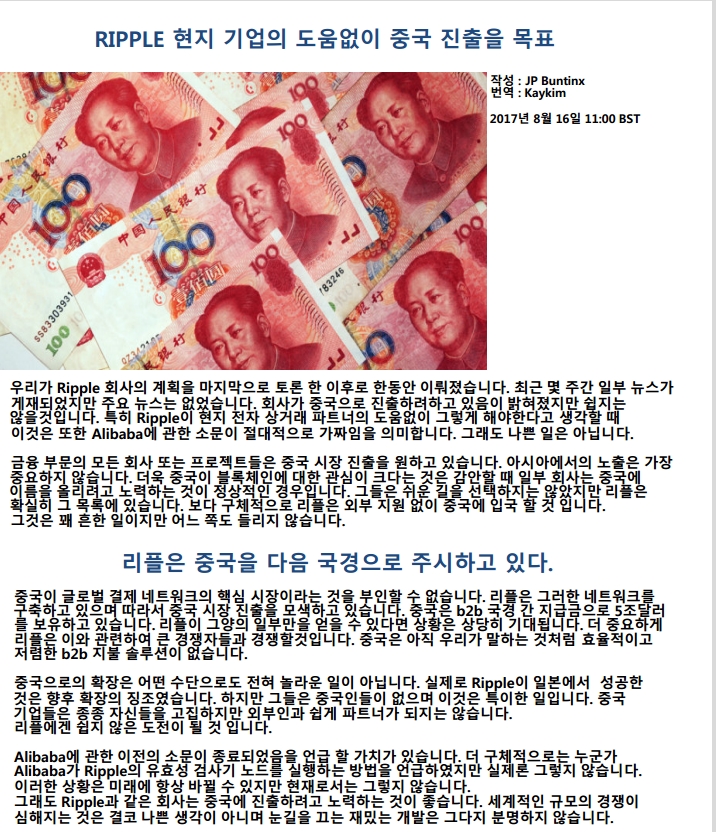 RIPPLE 현지 기업의 도움없이 중국 진출을 목표
작성 : JP Buntinx
번역 : Kaykim
2017년 8월 16일 11:00 BST
100
中国人民银行
100
우리가 Ripple 회사의 계획을 마지막으로 토론 한 이후로 한동안 이뤄졌습니다. 최근 몇 주간 일부 뉴스가
게재되었지만 주요 뉴스는 없었습니다. 회사가 중국으로 진출하려하고 있음이 밝혀졌지만 쉽지는
않을것입니다. 특히 Ripple이 현지 전자 상거래 파트너의 도움없이 그렇게 해야한다고 생각할 때
이것은 또한 Alibaba에 관한 소문이 절대적으로 가짜임을 의미합니다. 그래도 나쁜 일은 아닙니다.
금융 부문의 모든 회사 또는 프로젝트들은 중국 시장 진출을 원하고 있습니다. 아시아에서의 노출은 가장
중요하지 않습니다. 더욱 중국이 블록체인에 대한 관심이 크다는 것은 감안할 때 일부 회사는 중국에
이름을 올리려고 노력하는 것이 정상적인 경우입니다. 그들은 쉬운 길을 선택하지는 않았지만 리플은
확실히 그 목록에 있습니다. 보다 구체적으로 리플은 외부 지원 없이 중국에 입국 할 것 입니다.
그것은 꽤 흔한 일이지만 어느 쪽도 들리지 않습니다.
리플은 중국을 다음 국경으로 주시하고 있다.
중국이 글로벌 결제 네트워크의 핵심 시장이라는 것을 부인할 수 없습니다. 리플은 그러한 네트워크를
구축하고 있으며 따라서 중국 시장 진출을 모색하고 있습니다. 중국은 b2b 국경 간 지급금으로 5조달러
를 보유하고 있습니다. 리플이 그양의 일부만을 얻을 수 있다면 상황은 상당히 기대됩니다. 더 중요하게
리플은 이와 관련하여 큰 경쟁자들과 경쟁할것입니다. 중국은 아직 우리가 말하는 것처럼 효율적이고
저렴한 b2b 지불 솔루션이 없습니다.
중국으로의 확장은 어떤 수단으로도 전혀 놀라운 일이 아닙니다. 실제로 Ripple이 일본에서 성공한
것은 향후 확장의 징조였습니다. 하지만 그들은 중국인들이 없으며 이것은 특이한 일입니다. 중국
기업들은 종종 자신들을 고집하지만 외부인과 쉽게 파트너가 되지는 않습니다.
리플에겐 쉽지 않은 도전이 될 것 입니다.
Alibaba에 관한 이전의 소문이 종료되었음을 언급 할 가치가 있습니다. 더 구체적으로는 누군가
Alibaba가 Ripple의 유효성 검사기 노드를 실행하는 방법을 언급하였지만 실제론 그렇지 않습니다.
이러한 상황은 미래에 항상 바뀔 수 있지만 현재로서는 그렇지 않습니다.
그래도 Ripple과 같은 회사는 중국에 진출하려고 노력하는 것이 좋습니다. 세계적인 규모의 경쟁이
심해지는 것은 결코 나쁜 생각이 아니며 눈길을 끄는 재밌는 개발은 그다지 분명하지 않습니다.